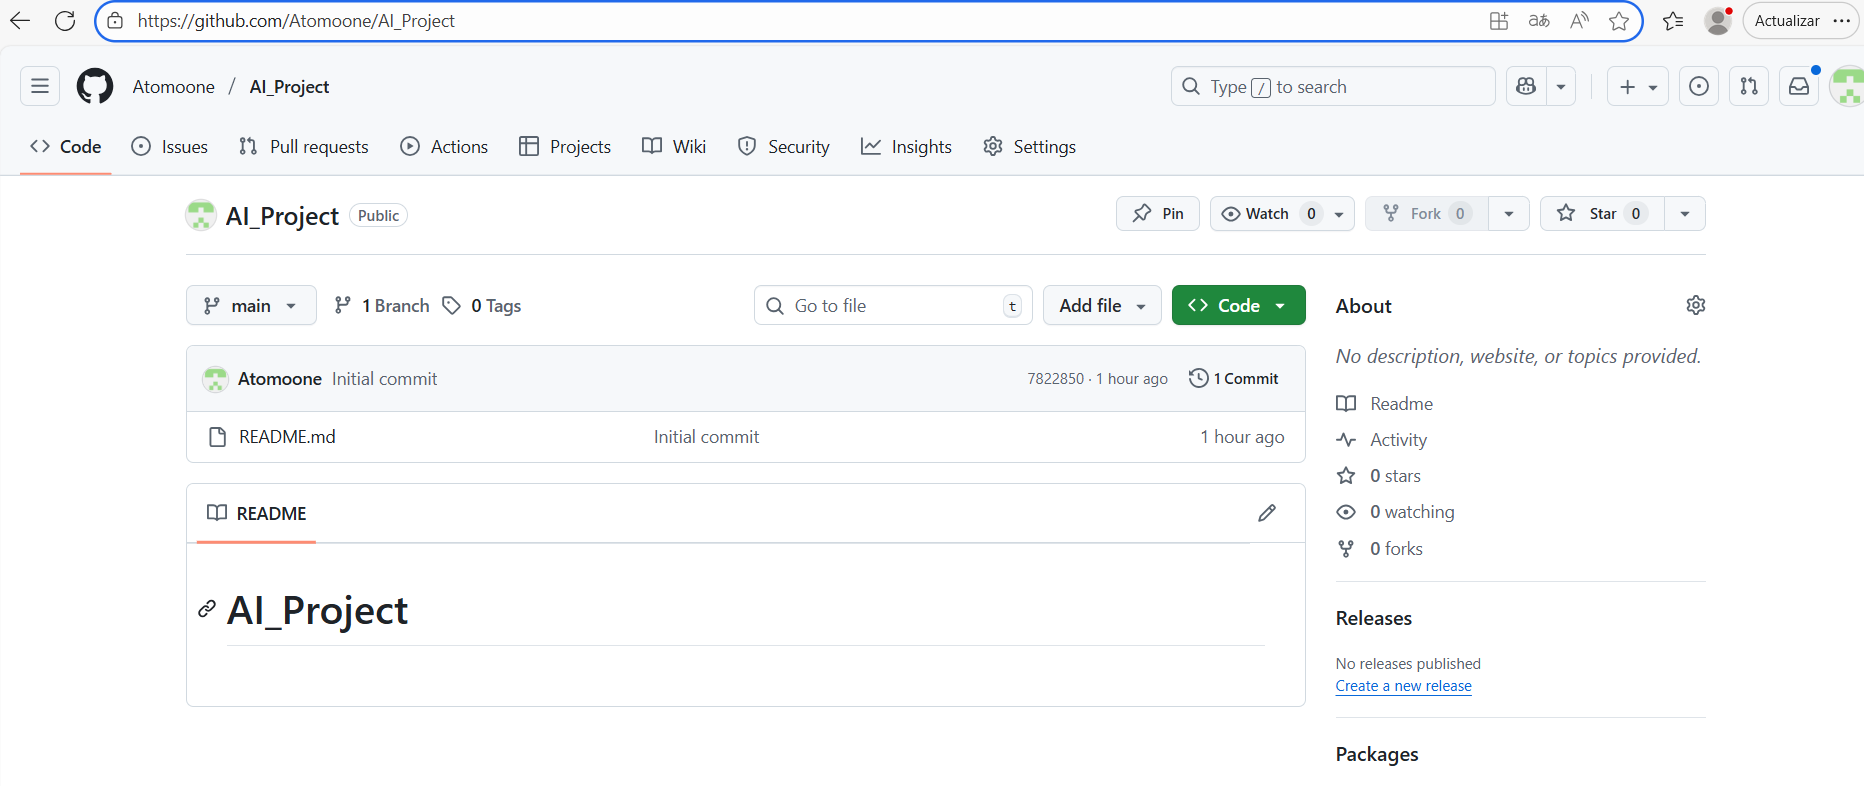 https://github.com/Atomoone/AI_Project
Actualizar
Atomoone / AI_Project
Type / to search
Code Issues Pull requests Actions Projects Wiki Security Insights Settings
AI_Project Public
Pin Watch 0 Fork 0 Star 0
main 1 Branch 0 Tags Go to file t Add file Code
Atomoone Initial commit 7822850 · 1 hour ago 1 Commit
README.md Initial commit 1 hour ago
README
AI_Project
About
No description, website, or topics provided.
Readme
Activity
0 stars
0 watching
0 forks
Releases
No releases published
Create a new release
Packages